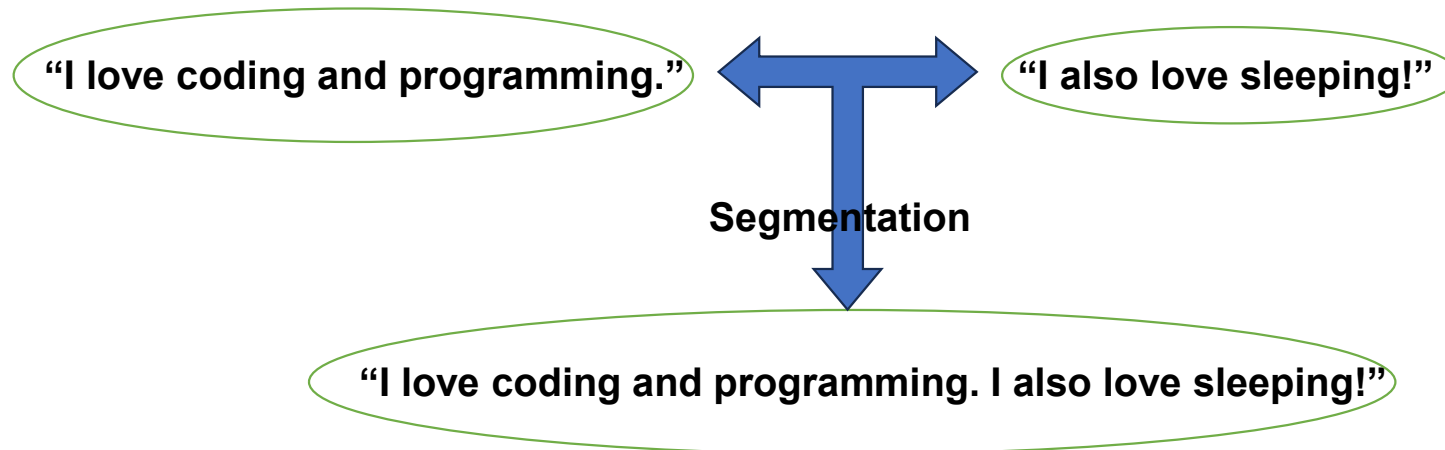 “I love coding and programming.”
“I also love sleeping!”
Segmentation
“I love coding and programming. I also love sleeping!”